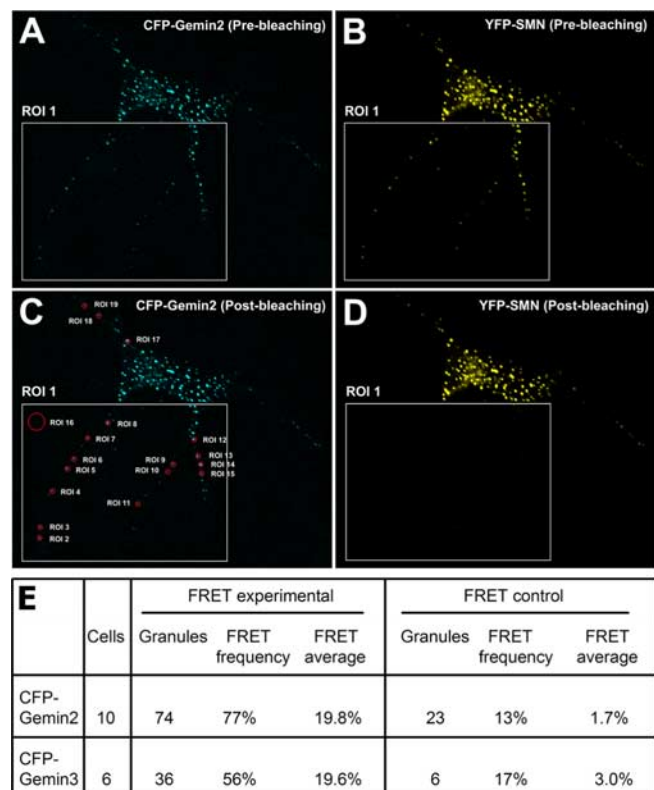 A CFP-Gemin2 (Pre-bleaching)
B YFP-SMN (Pre-bleaching)
ROI 1
ROI 1
C CFP-Gemin2 (Post-bleaching)
D YFP-SMN (Post-bleaching)
ROI 19
ROI 18
ROI 17
ROI 1
ROI 1
ROI 16
ROI 8
ROI 7
ROI 12
ROI 6
ROI 9
ROI 13
ROI 5
ROI 10
ROI 14
ROI 15
ROI 4
ROI 11
ROI 3
ROI 2
E
FRET experimental FRET control
Cells Granules FRET frequency FRET average Granules FRET frequency FRET average
CFP-
Gemin2 10 74 77% 19.8% 23 13% 1.7%
CFP-
Gemin3 6 36 56% 19.6% 6 17% 3.0%